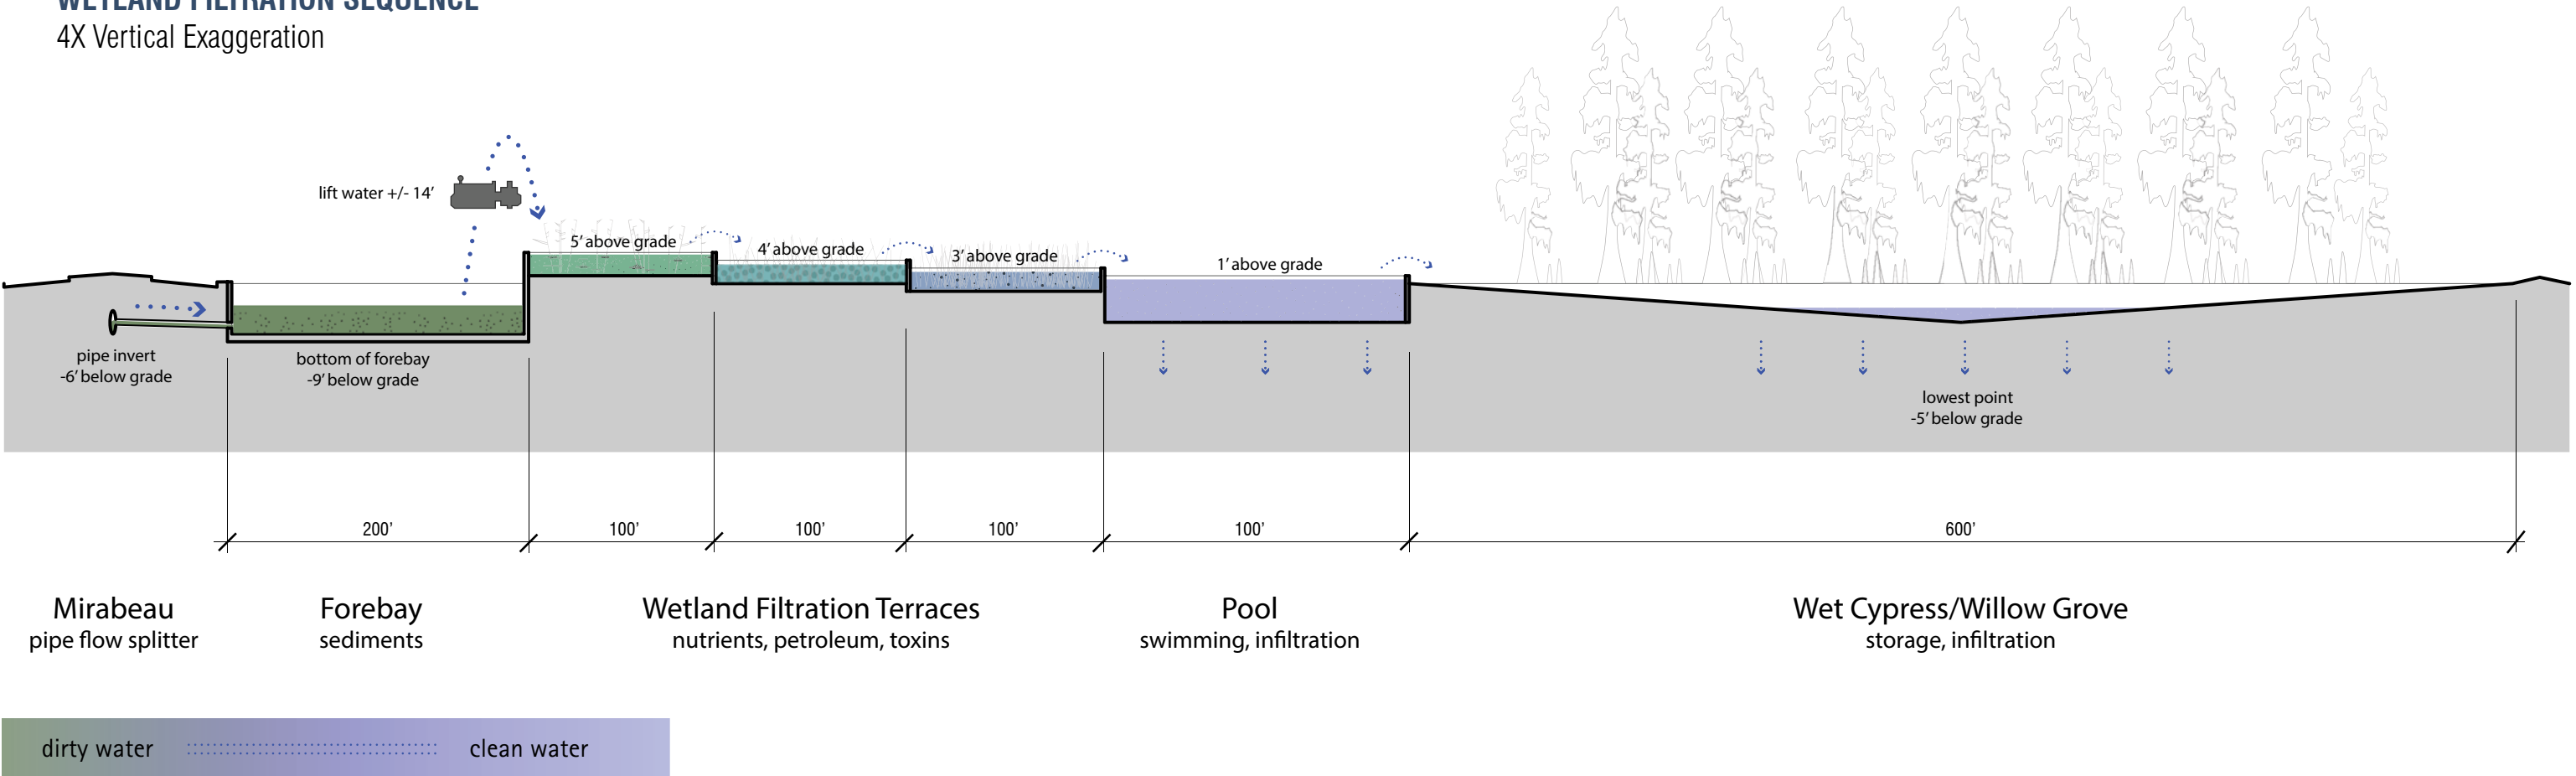 WETLAND FILTRATION SEQUENCE
4X Vertical Exaggeration
lift water +/- 14’
5’ above grade
4’ above grade
3’ above grade
1’ above grade
pipe invert
-6’ below grade
bottom of forebay
-9’ below grade
lowest point
-5’ below grade
200’
100’
100’
100’
100’
600’
Mirabeau
pipe flow splitter
Forebay
sediments
Wetland Filtration Terraces
nutrients, petroleum, toxins
Pool
swimming, infiltration
Wet Cypress/Willow Grove
storage, infiltration
dirty water
clean water